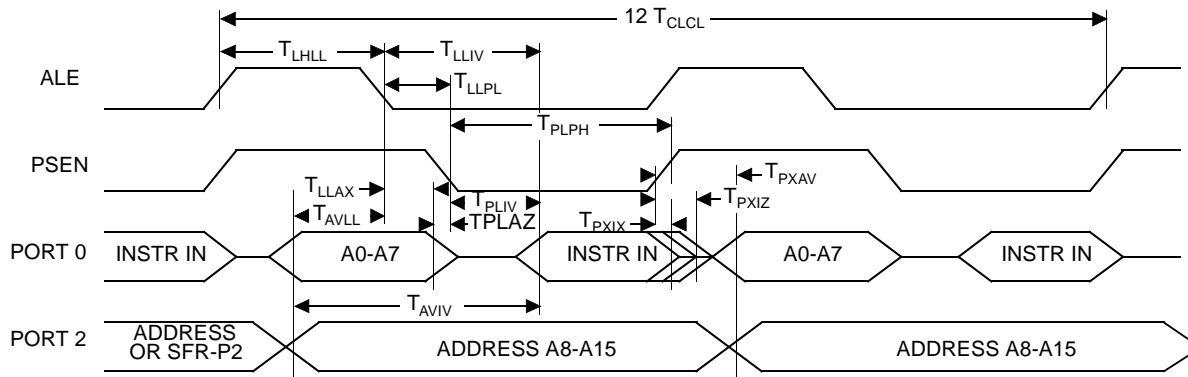 12 TCLCL
TLHLL TLLIV
ALE
TLLPL
TPLPH
PSEN
TLLAX TPXAV
TPLIV TPXIZ
TAVLL TPLAZ TPXIX
PORT 0 INSTR IN A0-A7 INSTR IN A0-A7 INSTR IN
TAVIV
PORT 2 ADDRESS OR SFR-P2 ADDRESS A8-A15 ADDRESS A8-A15